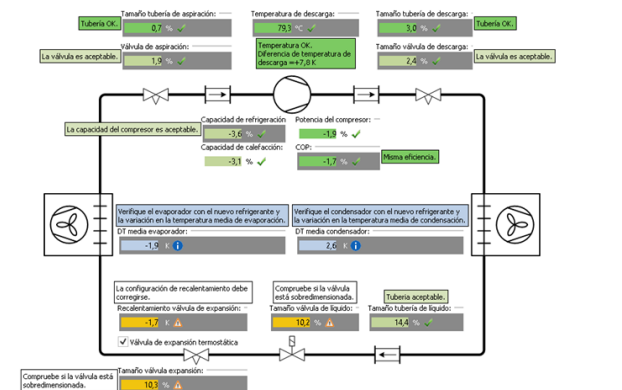 Tamaño tubería de aspiración:
Temperatura de descarga:
Tamaño tubería de descarga:
Tubería OK.
0,7 %
79,3 °C
3,0 %
Tubería OK.
Válvula de aspiración:
Temperatura OK.
Diferencia de temperatura de
descarga =+7,8 K
Tamaño válvula de descarga:
La válvula es aceptable.
1,9 %
2,4 %
La válvula es aceptable.
Capacidad de refrigeración
Potencia del compresor:
La capacidad del compresor es aceptable.
-3,6 %
-1,9 %
Capacidad de calefacción:
COP:
-3,1 %
-1,7 %
Misma eficiencia.
Verifique el evaporador con el nuevo refrigerante y
la variación en la temperatura media de evaporación.
Verifique el condensador con el nuevo refrigerante y
la variación en la temperatura media de condensación.
DT media evaporador:
DT media condensador:
-1,9 K
2,6 K
La configuración de recalentamiento debe
corregirse.
Compruebe si la válvula
está sobredimensionada.
Tuberia aceptable.
Recalentamiento válvula de expansión:
Tamaño válvula de líquido:
Tamaño tubería de líquido:
-1,7 K
10,2 %
14,4 %
Válvula de expansión termostática
Compruebe si la válvula está
sobredimensionada.
Tamaño válvula expansión:
10,3 %